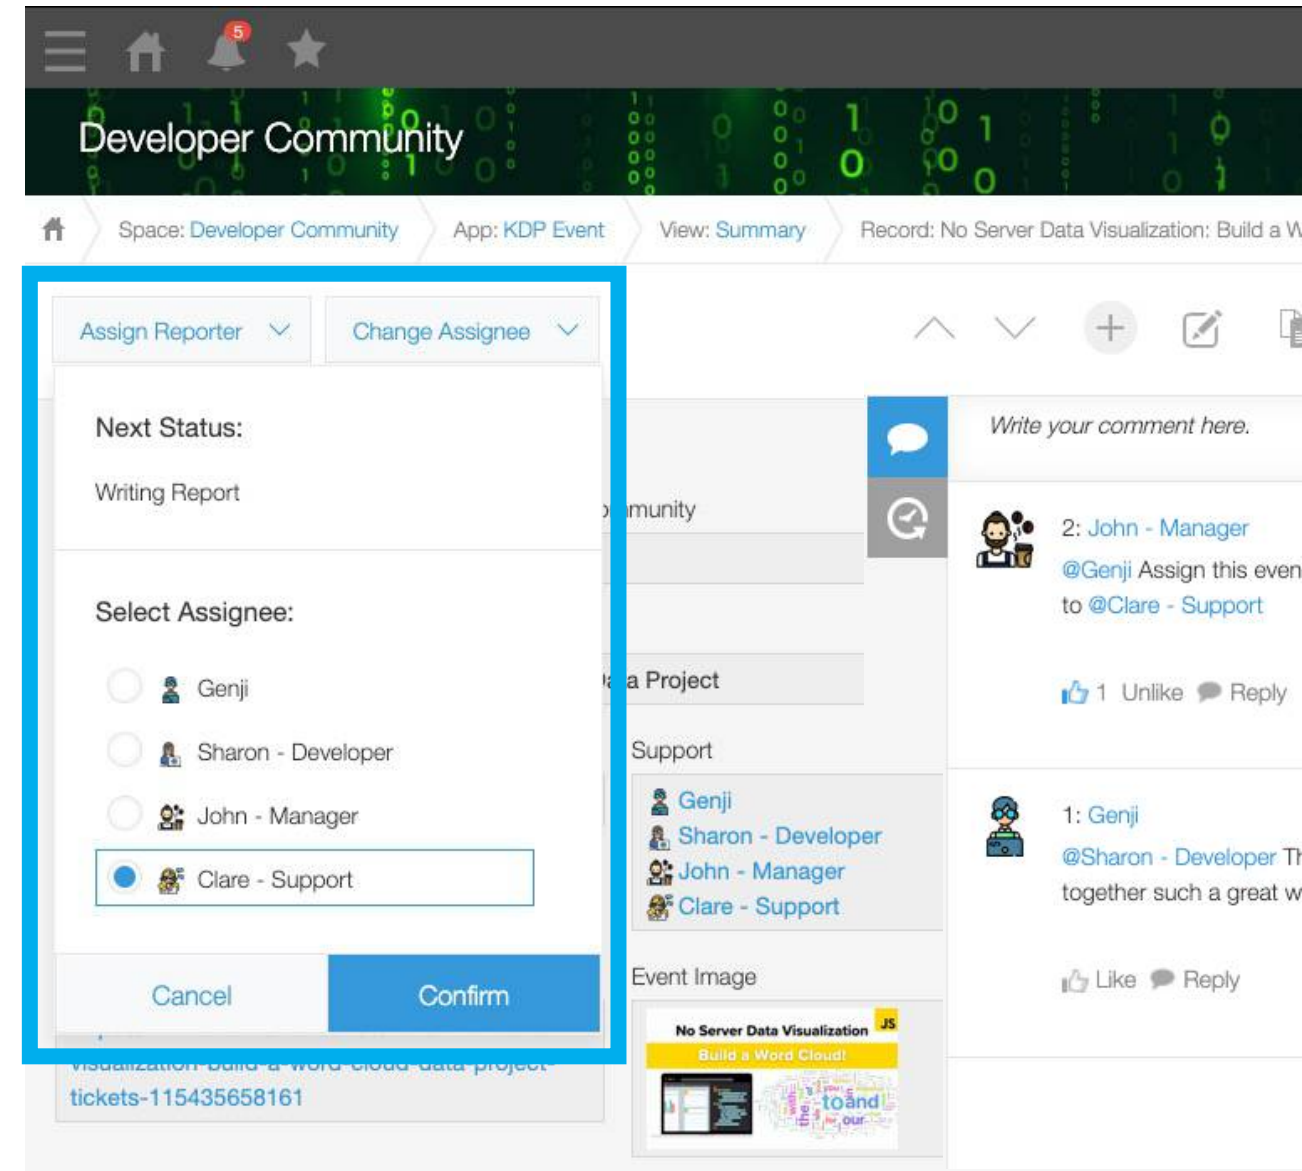 5
Developer Community
Space: Developer Community
App: KDP Event
View: Summary
Record: No Server Data Visualization: Build a W
Assign Reporter
Change Assignee
Next Status:
Writing Report
Select Assignee:
Genji
Sharon - Developer
John - Manager
Clare - Support
Cancel
Confirm
visualization-build-a-word-cloud-data-project-
tickets-115435658161
mmunity
a Project
Support
Genji
Sharon - Developer
John - Manager
Clare - Support
Event Image
No Server Data Visualization
JS
Build a Word Cloud!
to and
our
Write your comment here.
2: John - Manager
@Genji Assign this even
to @Clare - Support
1 Unlike Reply
1: Genji
@Sharon - Developer Th
together such a great w
Like Reply